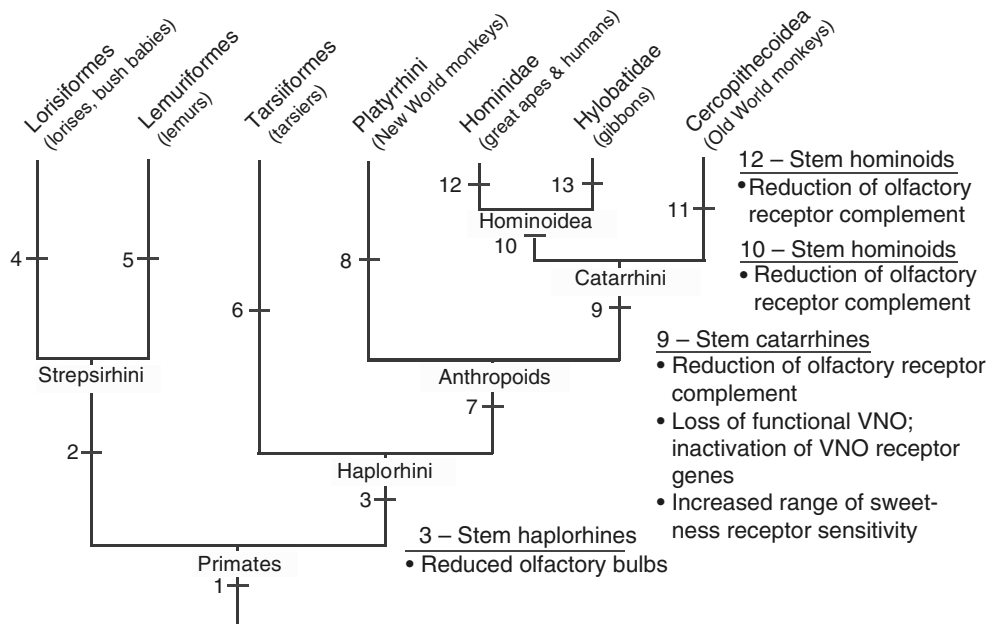 Lorisiformes
(lorises, bush babies)
Lemuriformes
(lemurs)
Tarsiiformes
(tarsiers)
Platyrrhini
(New World monkeys)
Hominidae
(great apes & humans)
Hylobatidae
(gibbons)
Cercopithecoidea
(Old World monkeys)
12 – Stem hominoids
• Reduction of olfactory
receptor complement
12
13
11
Hominoidea
10
10 – Stem hominoids
• Reduction of olfactory
receptor complement
4
5
8
Catarrhini
6
9
9 – Stem catarrhines
• Reduction of olfactory receptor
complement
• Loss of functional VNO;
inactivation of VNO receptor
genes
• Increased range of sweet-
ness receptor sensitivity
Strepsirhini
Anthropoids
7
2
Haplorhini
3
3 – Stem haplorhines
• Reduced olfactory bulbs
Primates
1